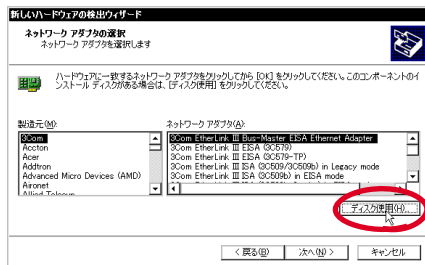 新しいハードウェアの検出ウィザード
ネットワーク アダプタの選択
ネットワーク アダプタを選択します
ハードウェアに一致するネットワーク アダプタをクリックしてから [OK] をクリックしてください。このコンポーネントのイ
ンストール ディスクがある場合は、[ディスク使用] をクリックしてください。
製造元(M):
ネットワーク アダプタ(A):
3Com
Accton
Acer
Addtron
Advanced Micro Devices (AMD)
Aironet
Allied Telesyn
3Com EtherLink III Bus-Master EISA Ethernet Adapter
3Com EtherLink III EISA (3C579)
3Com EtherLink III EISA (3C579-TP)
3Com EtherLink III ISA (3C509/3C509b) in Legacy mode
3Com EtherLink III ISA (3C509b) in EISA mode
ディスク使用(H)...
< 戻る(B)
次へ(N) >
キャンセル